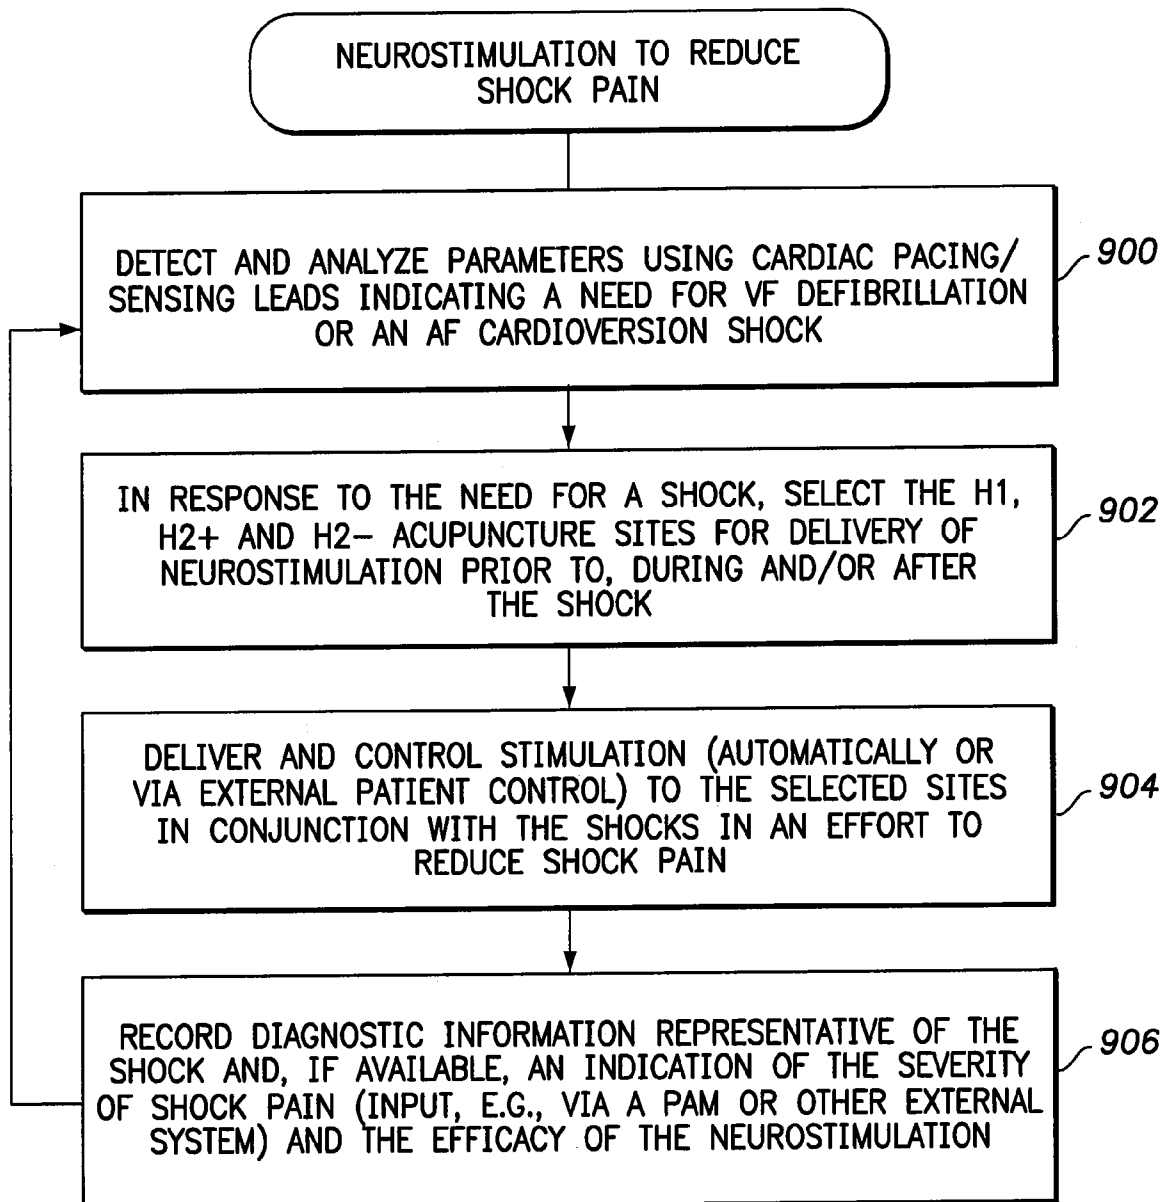 NEUROSTIMULATION TO REDUCE
SHOCK PAIN
DETECT AND ANALYZE PARAMETERS USING CARDIAC PACING/
SENSING LEADS INDICATING A NEED FOR VF DEFIBRILLATION
OR AN AF CARDIOVERSION SHOCK
900
IN RESPONSE TO THE NEED FOR A SHOCK, SELECT THE H1,
H2+ AND H2- ACUPUNCTURE SITES FOR DELIVERY OF
NEUROSTIMULATION PRIOR TO, DURING AND/OR AFTER
THE SHOCK
902
DELIVER AND CONTROL STIMULATION (AUTOMATICALLY OR
VIA EXTERNAL PATIENT CONTROL) TO THE SELECTED SITES
IN CONJUNCTION WITH THE SHOCKS IN AN EFFORT TO
REDUCE SHOCK PAIN
904
RECORD DIAGNOSTIC INFORMATION REPRESENTATIVE OF THE
SHOCK AND, IF AVAILABLE, AN INDICATION OF THE SEVERITY
OF SHOCK PAIN (INPUT, E.G., VIA A PAM OR OTHER EXTERNAL
SYSTEM) AND THE EFFICACY OF THE NEUROSTIMULATION
906